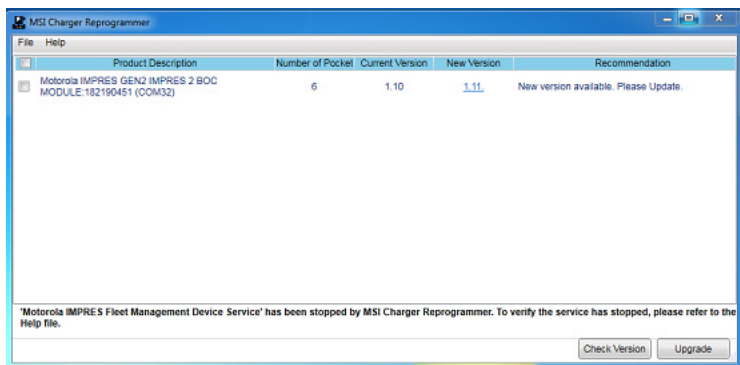 MSI Charger Reprogrammer
File Help
Product Description Number of Pocket Current Version New Version Recommendation
Motorola IMPRES GEN2 IMPRES 2 BOC
MODULE:182190451 (COM32) 6 1.10 1.11. New version available. Please Update.
'Motorola IMPRES Fleet Management Device Service' has been stopped by MSI Charger Reprogrammer. To verify the service has stopped, please refer to the
Help file.
Check Version Upgrade